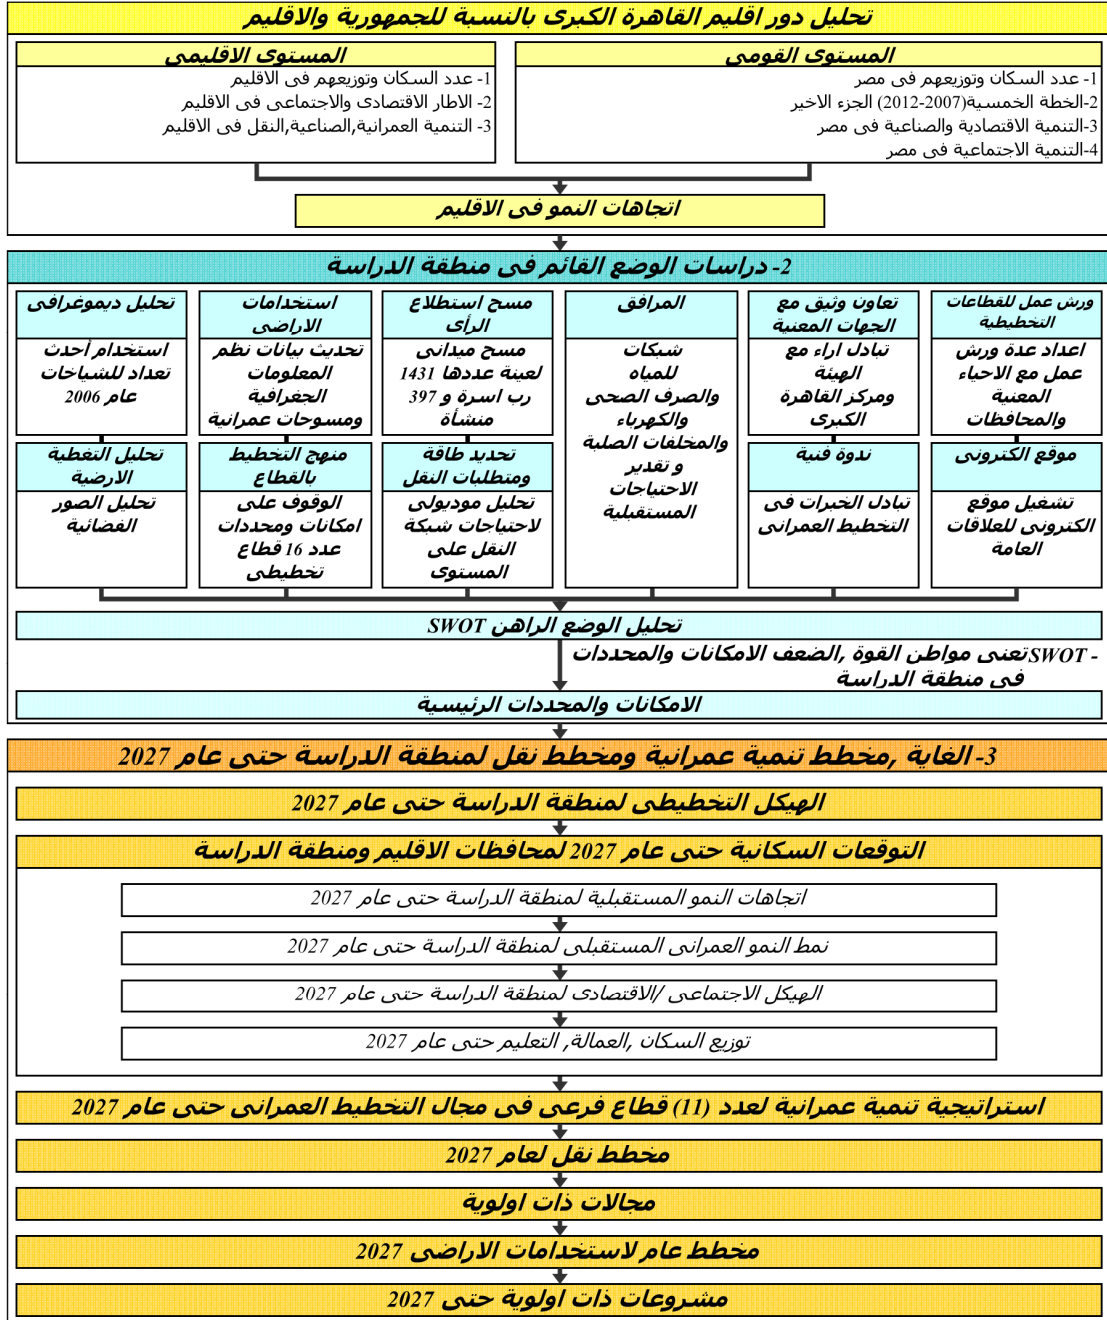 تحليل دور اقليم القاهرة الكبرى بالنسبة للجمهورية والاقليم
المستوى القومى
1- عدد السكان وتوزيعهم فى مصر
2-الخطة الخمسية(2007-2012) الجزء الاخير
3-التنمية الاقتصادية والصناعية فى مصر
4-التنمية الاجتماعية فى مصر
المستوى الاقليمى
1- عدد السكان وتوزيعهم فى الاقليم
2- الاطار الاقتصادى والاجتماعى فى الاقليم
3- التنمية العمرانية,الصناعية,النقل فى الاقليم
اتجاهات النمو فى الاقليم
2- دراسات الوضع القائم فى منطقة الدراسة
ورش عمل للقطاعات
التخطيطية
اعداد عدة ورش
عمل مع الاحياء
المعنية
والمحافظات
تعاون وثيق مع
الجهات المعنية
تبادل اراء مع
الهيئة
ومركز القاهرة
الكبرى
المرافق
شبكات
للمياه
والصرف الصحى
والكهرباء
والمخلفات الصلبة
و تقدير
الاحتياجات
المستقبلية
مسح استطلاع
الرأى
مسح ميدانى
لعينة عددها 1431
رب اسرة و 397
منشأة
استخدامات
الاراضى
تحديث بيانات نظم
المعلومات
الجغرافية
ومسوحات عمرانية
تحليل ديموغرافى
استخدام أحدث
تعداد للشياخات
عام 2006
موقع الكترونى
تشغيل موقع
الكترونى للعلاقات
العامة
ندوة فنية
تبادل الخبرات فى
التخطيط العمرانى
تحديد طاقة
ومتطلبات النقل
تحليل موديولى
لاحتياجات شبكة
النقل على
المستوى
منهج التخطيط
بالقطاع
الوقوف على
امكانات ومحددات
عدد 16 قطاع
تخطيطى
تحليل التغطية
الارضية
تحليل الصور
الفضائية
تحليل الوضع الراهن SWOT
- SWOTتعنى مواطن القوة ,الضعف الامكانات والمحددات
فى منطقة الدراسة
الامكانات والمحددات الرئيسية
3- الغاية ,مخطط تنمية عمرانية ومخطط نقل لمنطقة الدراسة حتى عام 2027
الهيكل التخطيطى لمنطقة الدراسة حتى عام 2027
التوقعات السكانية حتى عام 2027 لمحافظات الاقليم ومنطقة الدراسة
اتجاهات النمو المستقبلية لمنطقة الدراسة حتى عام 2027
نمط النمو العمرانى المستقبلى لمنطقة الدراسة حتى عام 2027
الهيكل الاجتماعى /الاقتصادى لمنطقة الدراسة حتى عام 2027
توزيع السكان ,العمالة, التعليم حتى عام 2027
استراتيجية تنمية عمرانية لعدد (11) قطاع فرعى فى مجال التخطيط العمرانى حتى عام 2027
مخطط نقل لعام 2027
مجالات ذات اولوية
مخطط عام لاستخدامات الاراضى 2027
مشروعات ذات اولوية حتى 2027